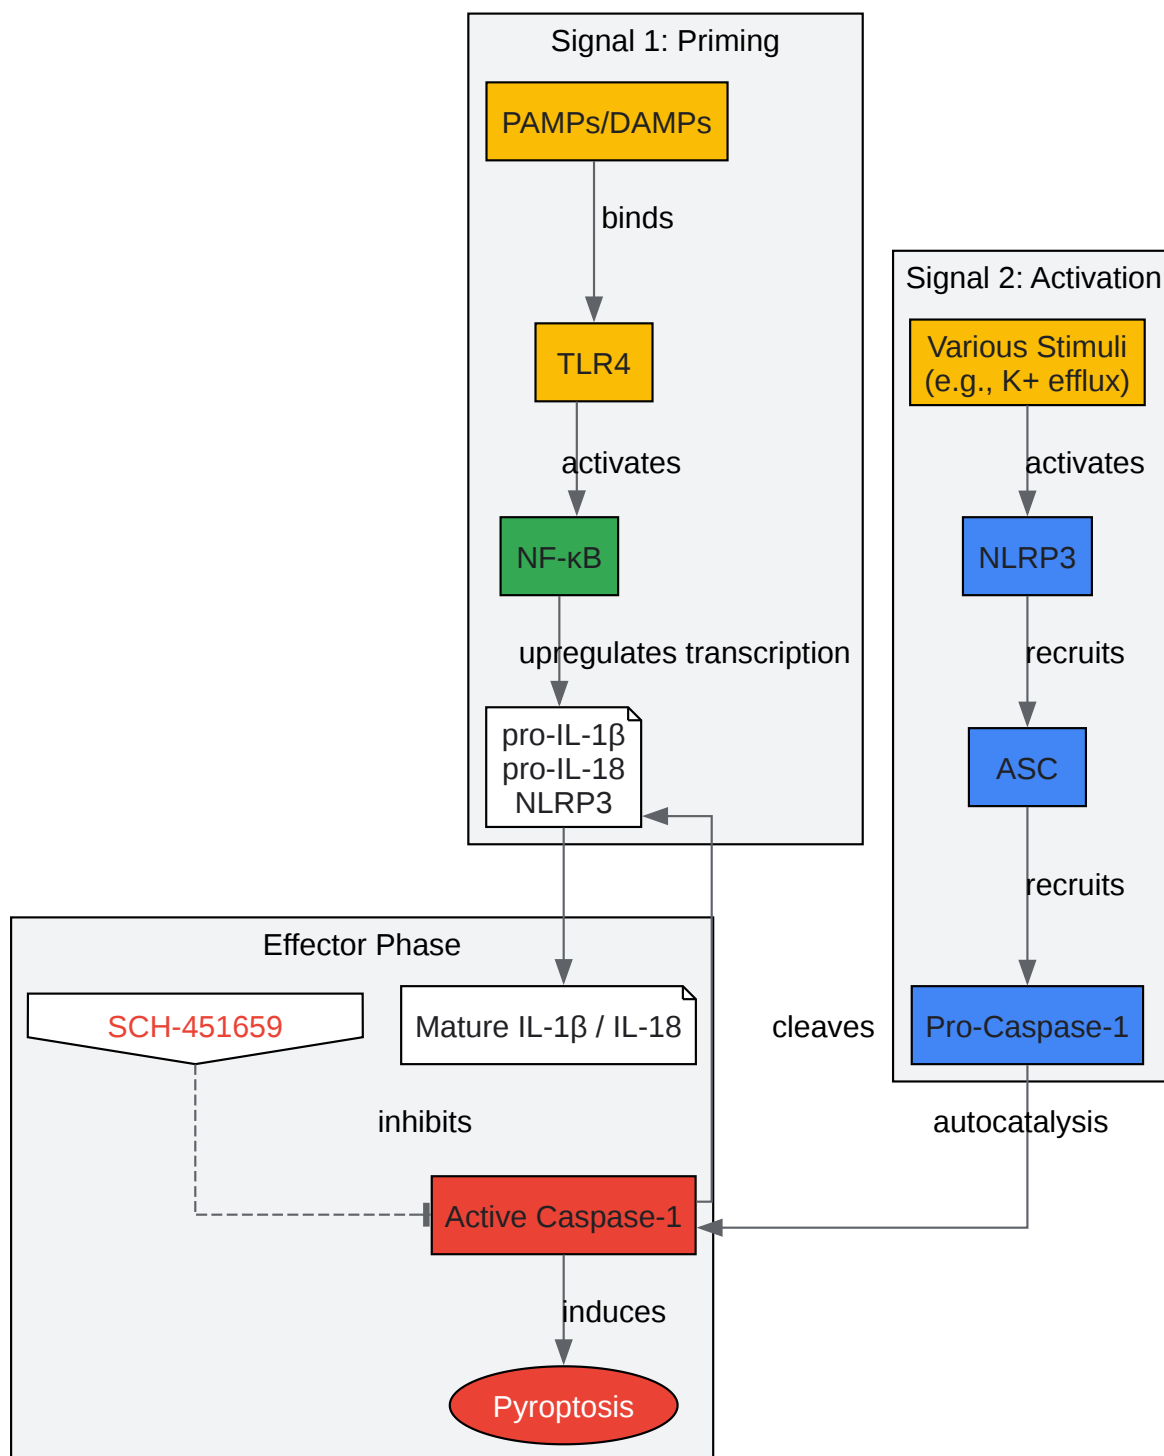 Signal 1: Priming
PAMPs/DAMPs
binds
TLR4
activates
NF-κB
upregulates transcription
pro-IL-1β
pro-IL-18
NLRP3
Signal 2: Activation
Various Stimuli
(e.g., K+ efflux)
activates
NLRP3
recruits
ASC
recruits
Pro-Caspase-1
autocatalysis
cleaves
Effector Phase
SCH-451659
Mature IL-1β / IL-18
inhibits
Active Caspase-1
induces
Pyroptosis